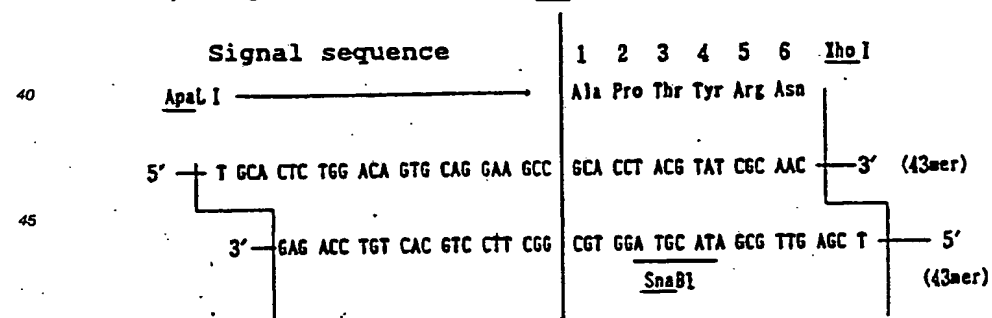 Signal sequence 1 2 3 4 5 6 Xho I
40 ApaL I Ala Pro Thr Tyr Arg Asn
5′ T GCA CTC TGG ACA GTG CAG GAA GCC GCA CCT ACG TAT CGC AAC 3′ (43mer)
45
3′ GAG ACC TGT CAC GTC CTT CGG CGT GGA TGC ATA GCG TTG AGC T 5′
SnaB1 (43mer)